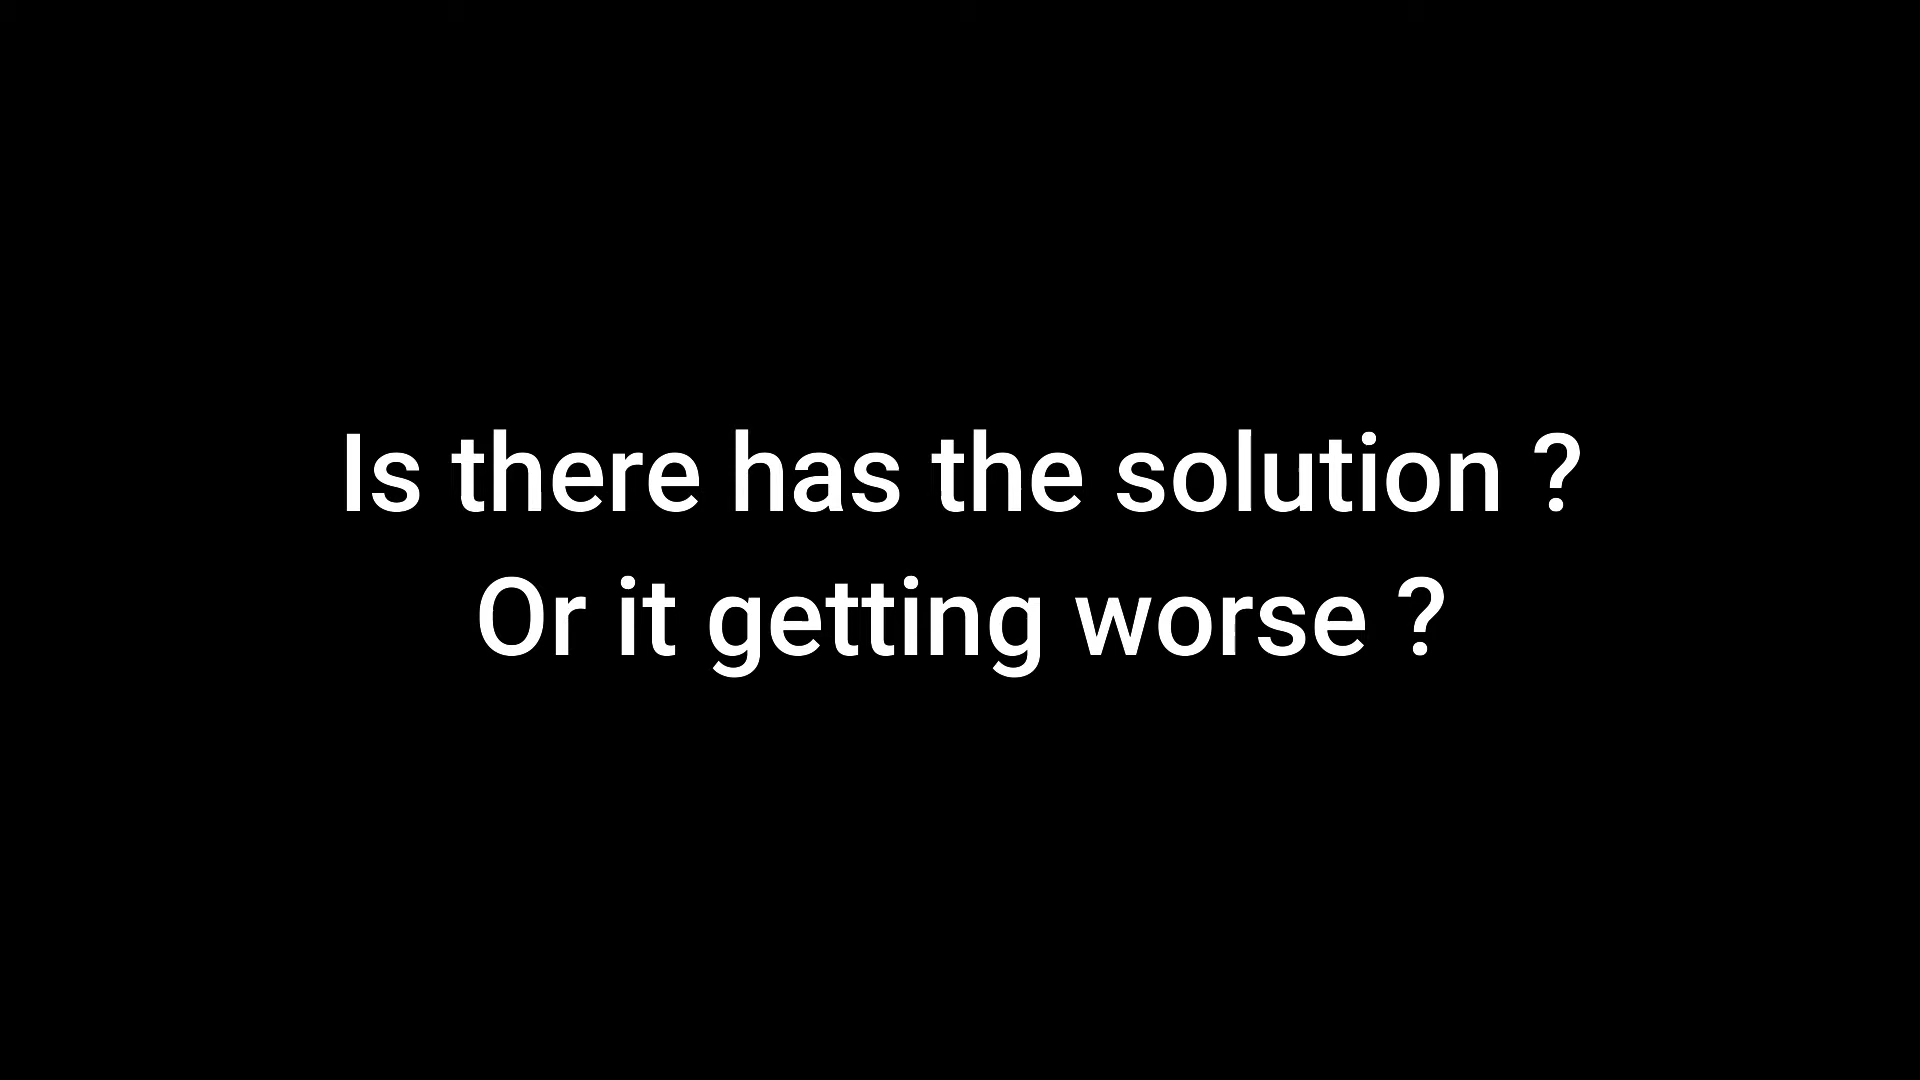 Is there has the solution ?
Or it getting worse ?